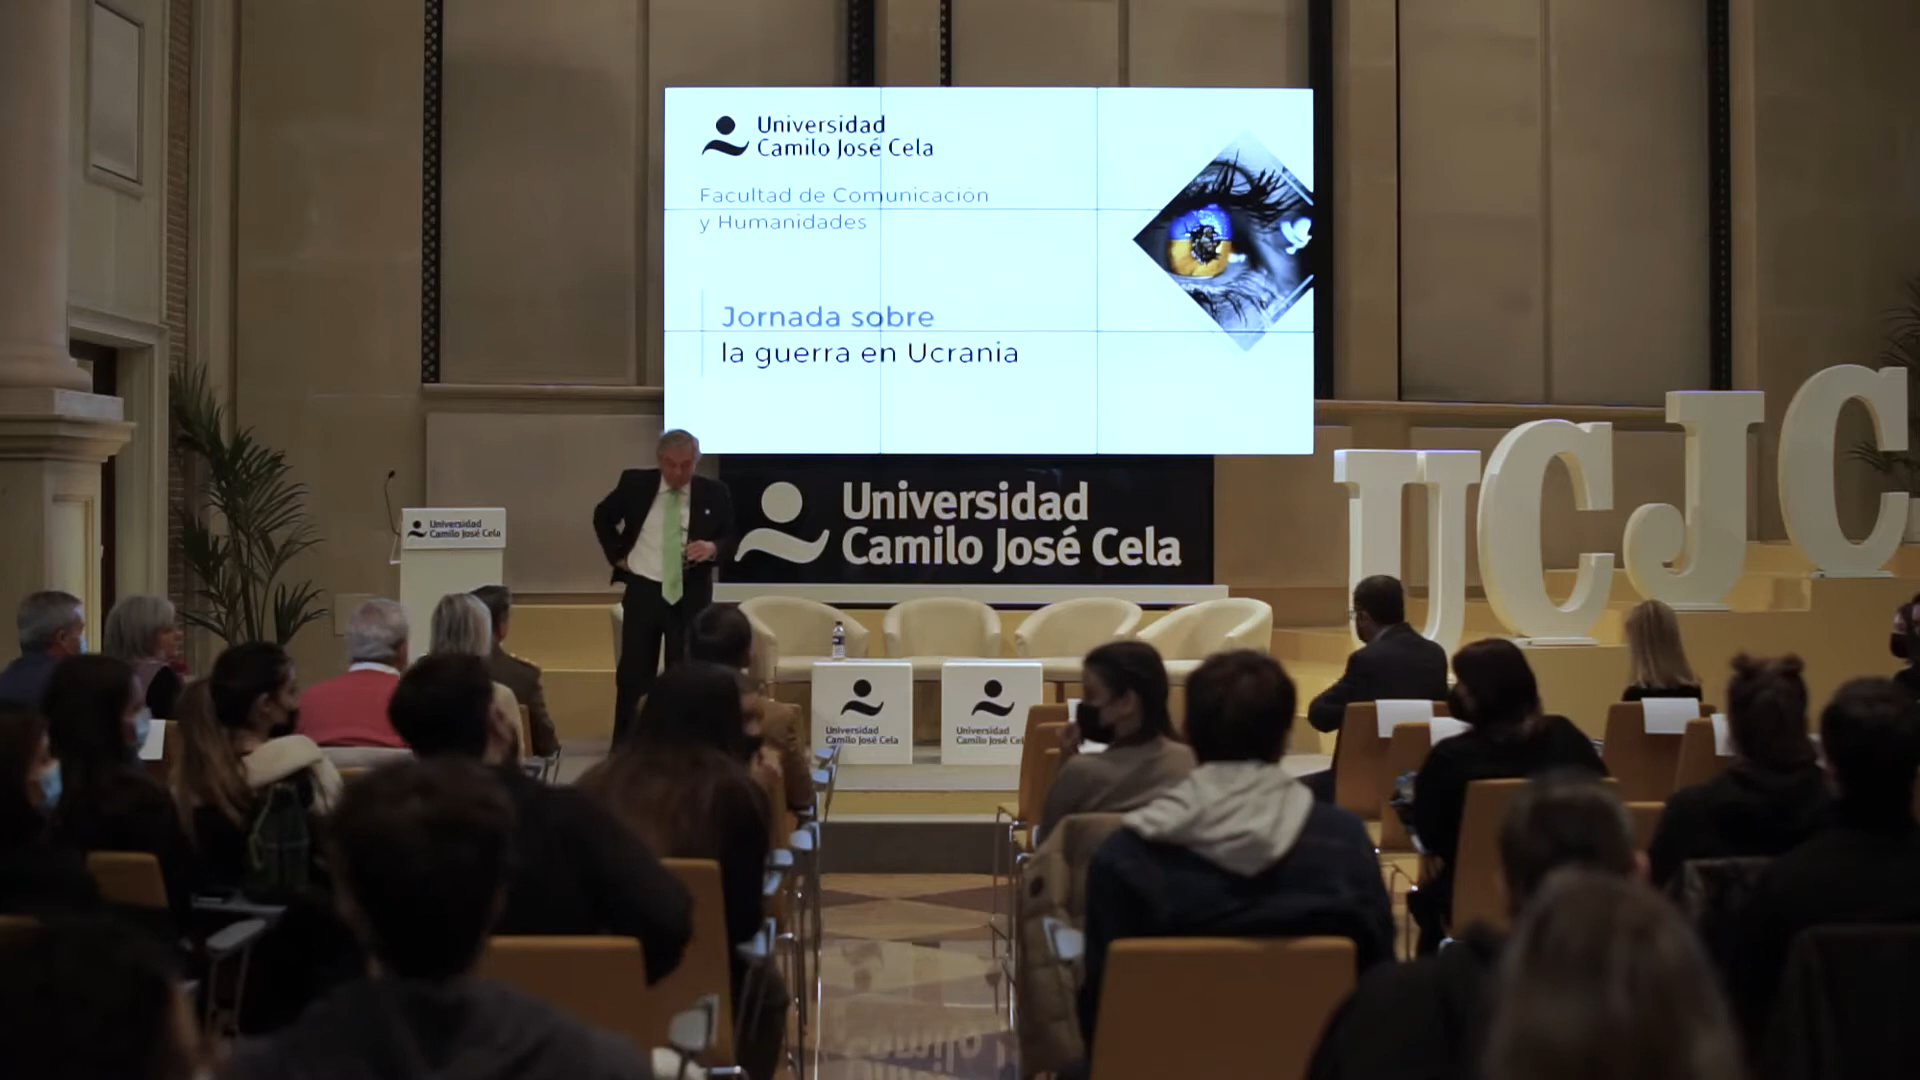 Universidad
Camilo José Cela
Facultad de Comunicación
y Humanidades
Jornada sobre
la guerra en Ucrania
Universidad
Camilo José Cela
Universidad
Camilo José Cela
UCJC
Universidad
Camilo José Cela
Universidad
Camilo José Cel